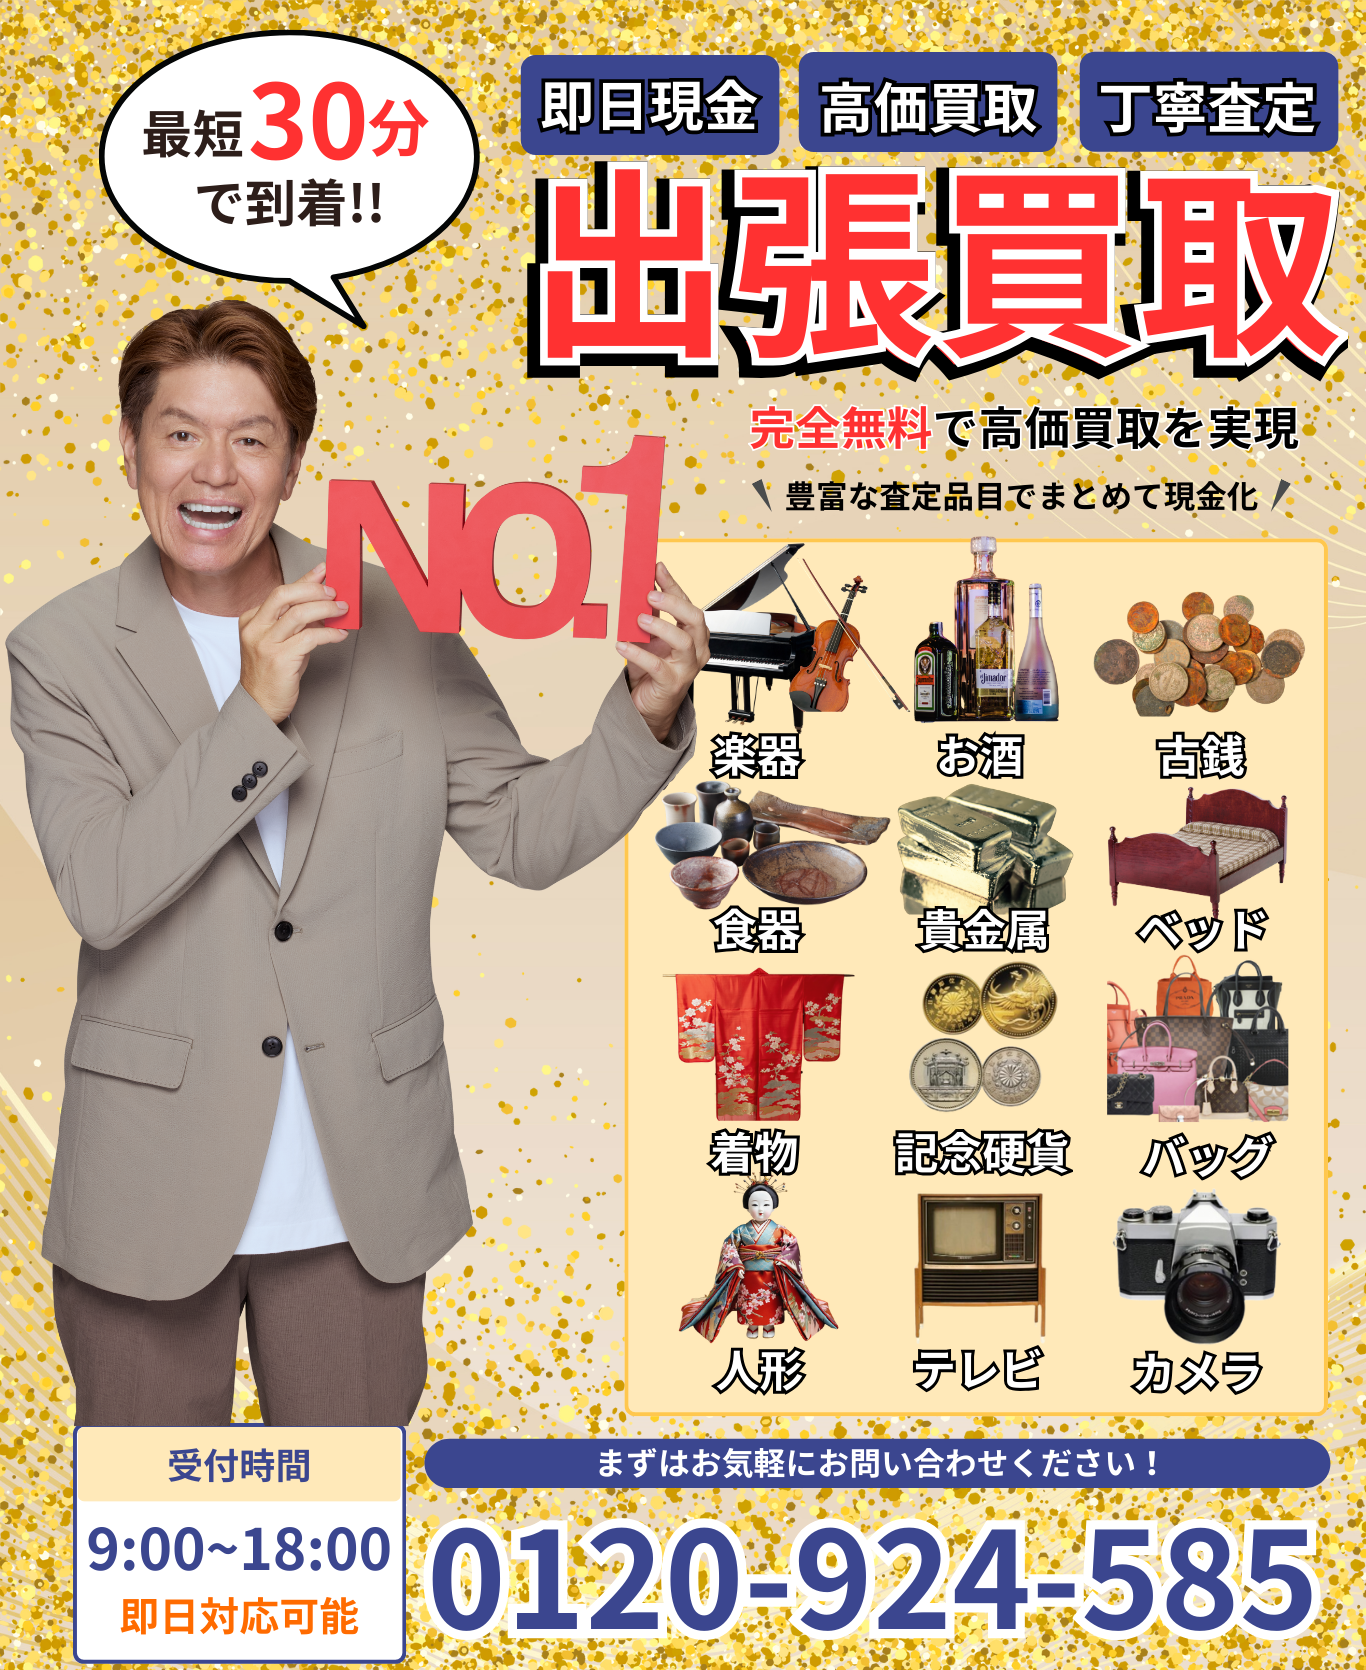 最短30分
で到着!!
即日現金
高価買取
丁寧査定
出張買取
完全無料で高価買取を実現
豊富な査定品目でまとめて現金化
NO.1
楽器
お酒
古銭
食器
貴金属
ベッド
着物
記念硬貨
バッグ
人形
テレビ
カメラ
受付時間
9:00~18:00
即日対応可能
まずはお気軽にお問い合わせください！
0120-924-585